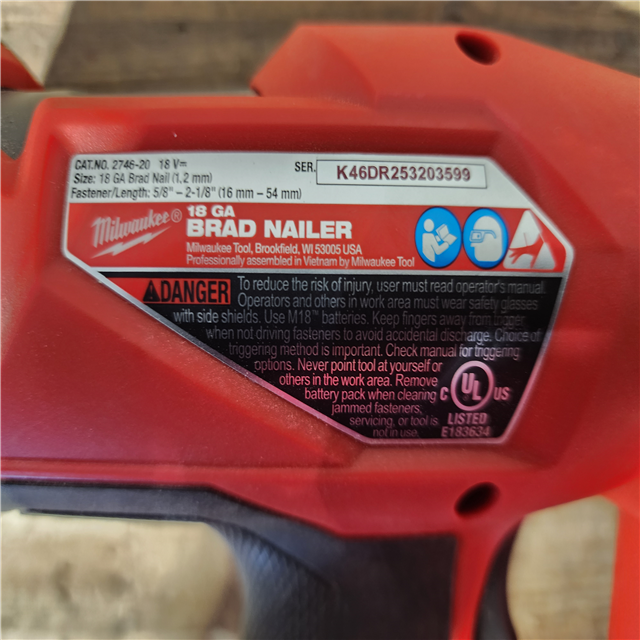 CAT.NO. 2746-20 18 V⎓
Size: 18 GA Brad Nail (1,2 mm)
Fastener/Length: 5/8" – 2-1/8" (16 mm – 54 mm)
SER. K46DR253203599
Milwaukee®
18 GA
BRAD NAILER
Milwaukee Tool, Brookfield, WI 53005 USA
Professionally assembled in Vietnam by Milwaukee Tool
DANGER To reduce the risk of injury, user must read operator's manual.
Operators and others in work area must wear safety glasses
with side shields. Use M18™ batteries. Keep fingers away from trigger
when not driving fasteners to avoid accidental discharge. Choice of
triggering method is important. Check manual for triggering
options. Never point tool at yourself or
others in the work area. Remove
battery pack when clearing
jammed fasteners,
servicing, or tool is
not in use.
C UL US
LISTED
E183634